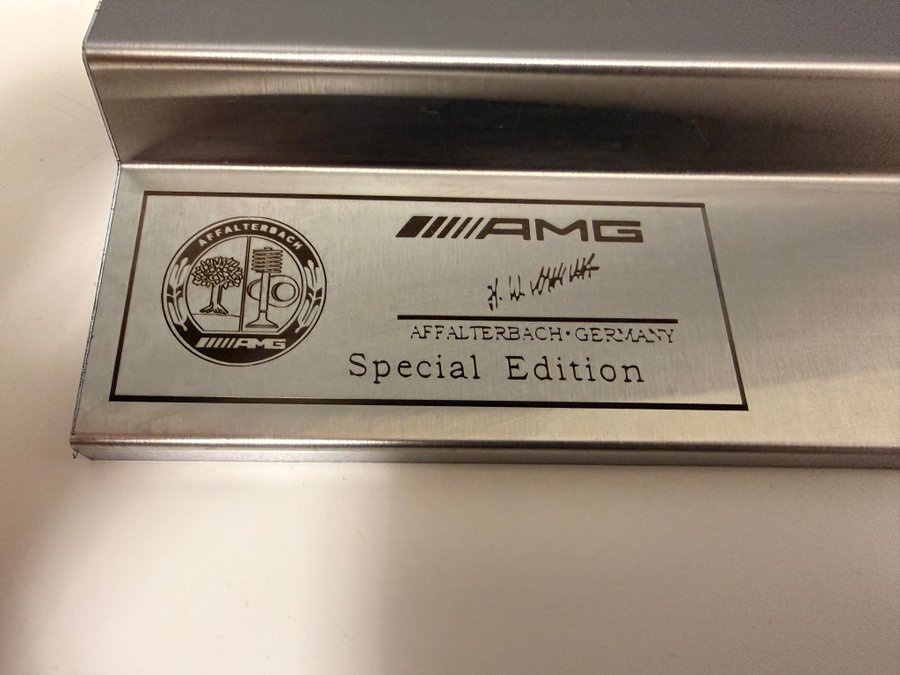 AFFALTERBACH
AMG
AMG
AFFALTERBACH•GERMANY
Special Edition